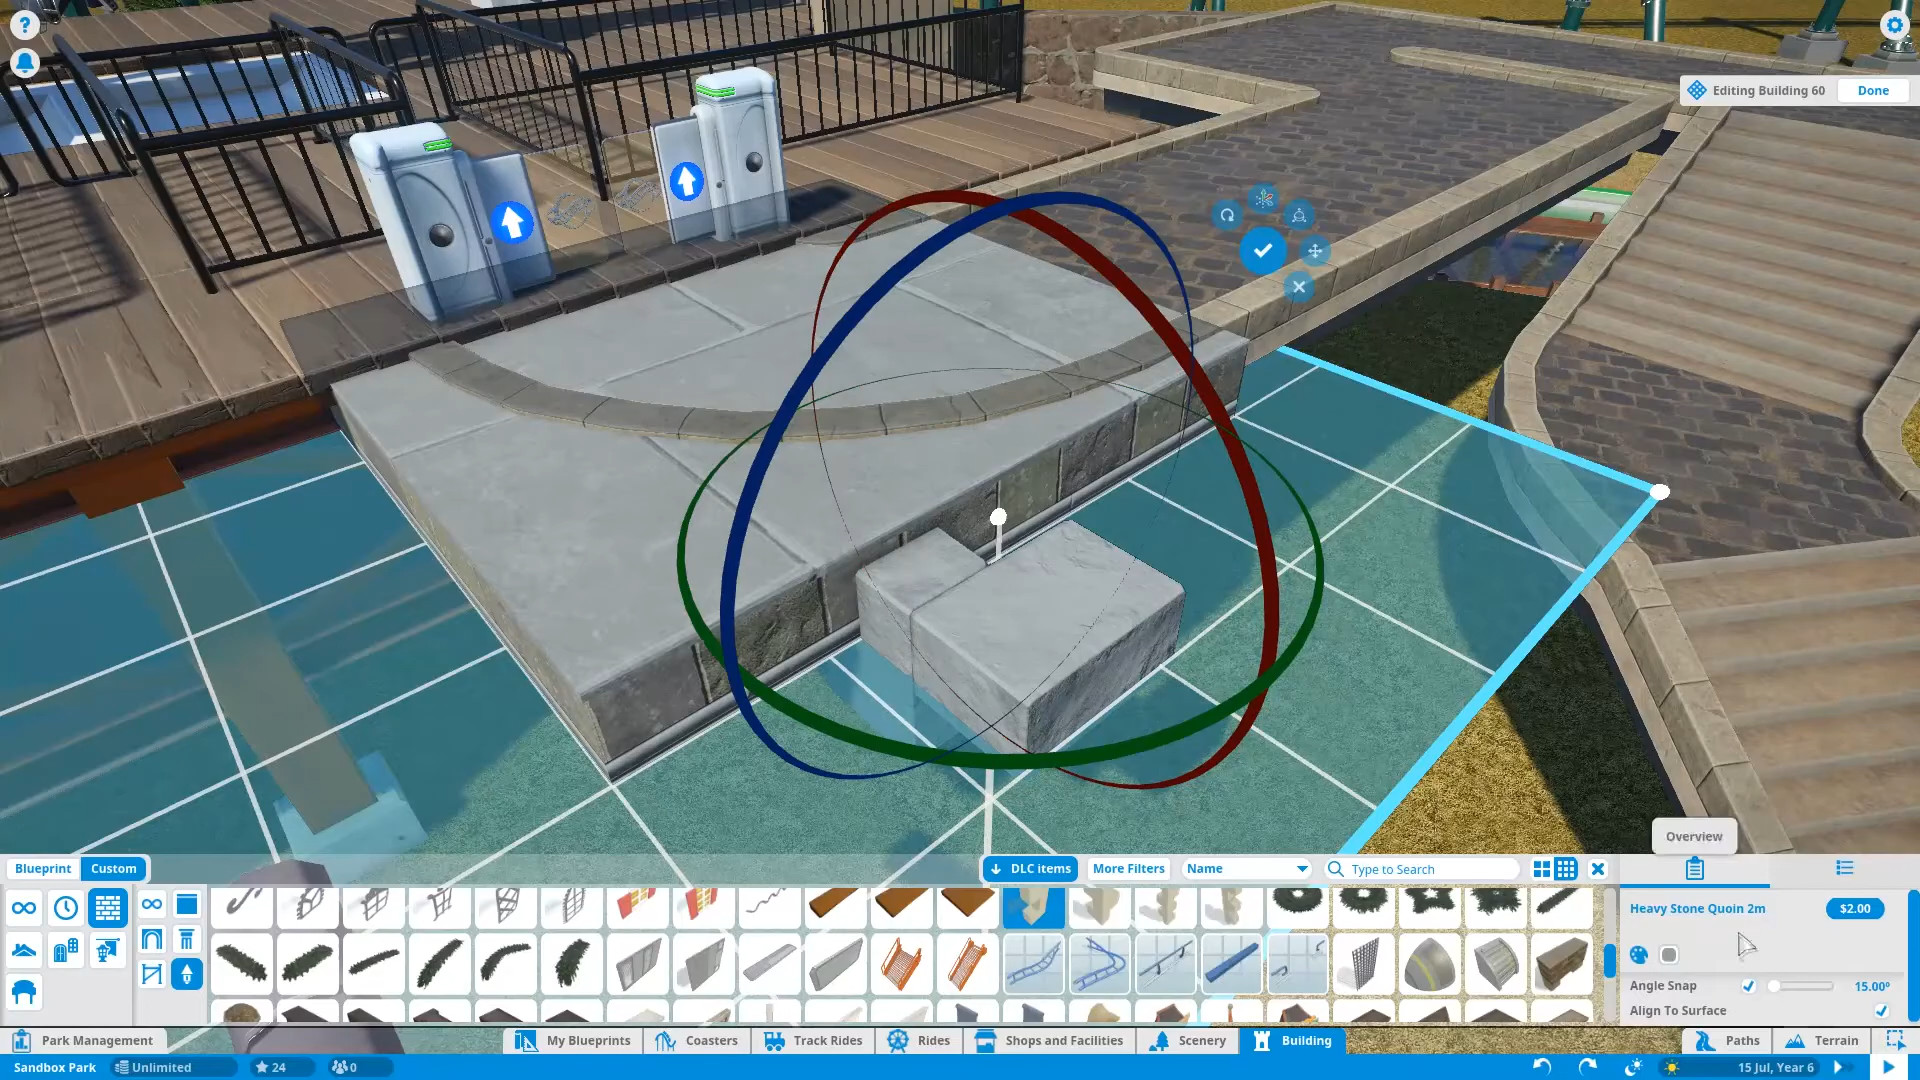 ?
Editing Building 60 Done
Overview
Blueprint Custom
DLC items More Filters Name Type to Search
Heavy Stone Quoin 2m $2.00
Angle Snap 15.00°
Align To Surface
Park Management My Blueprints Coasters Track Rides Rides Shops and Facilities Scenery Building Paths Terrain
Sandbox Park Unlimited 24 0 15 Jul, Year 6